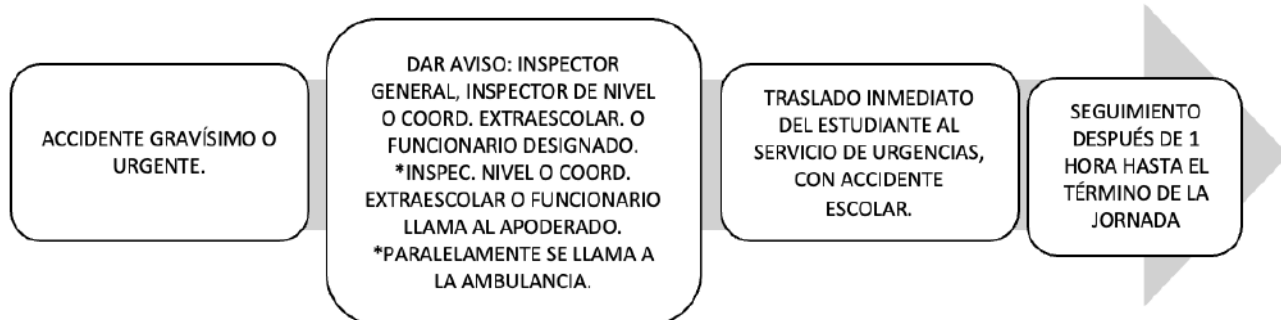 ACCIDENTE GRAVÍSIMO O
URGENTE.
DAR AVISO: INSPECTOR
GENERAL, INSPECTOR DE NIVEL
O COORD. EXTRAESCOLAR. O
FUNCIONARIO DESIGNADO.
*INSPEC. NIVEL O COORD.
EXTRAESCOLAR O FUNCIONARIO
LLAMA AL APODERADO.
*PARALELAMENTE SE LLAMA A
LA AMBULANCIA.
TRASLADO INMEDIATO
DEL ESTUDIANTE AL
SERVICIO DE URGENCIAS,
CON ACCIDENTE
ESCOLAR.
SEGUIMIENTO
DESPUÉS DE 1
HORA HASTA EL
TÉRMINO DE LA
JORNADA